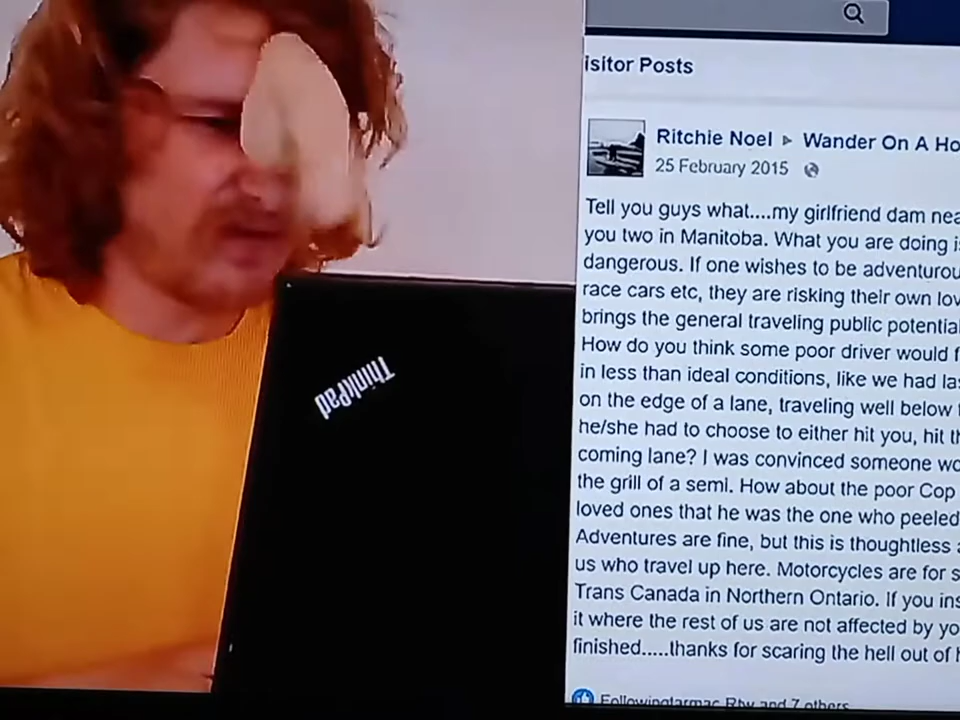 isitor Posts
Ritchie Noel ▸ Wander On A Ho
25 February 2015
Tell you guys what....my girlfriend dam nea
you two in Manitoba. What you are doing i
dangerous. If one wishes to be adventurou
race cars etc, they are risking their own lov
brings the general traveling public potential
How do you think some poor driver would f
in less than ideal conditions, like we had la
on the edge of a lane, traveling well below
he/she had to choose to either hit you, hit th
coming lane? I was convinced someone wo
the grill of a semi. How about the poor Cop
loved ones that he was the one who peeled
Adventures are fine, but this is thoughtless a
us who travel up here. Motorcycles are for s
Trans Canada in Northern Ontario. If you ins
it where the rest of us are not affected by yo
finished.....thanks for scaring the hell out of
Followingtarmac Rhy and 7 others
ThinkPad